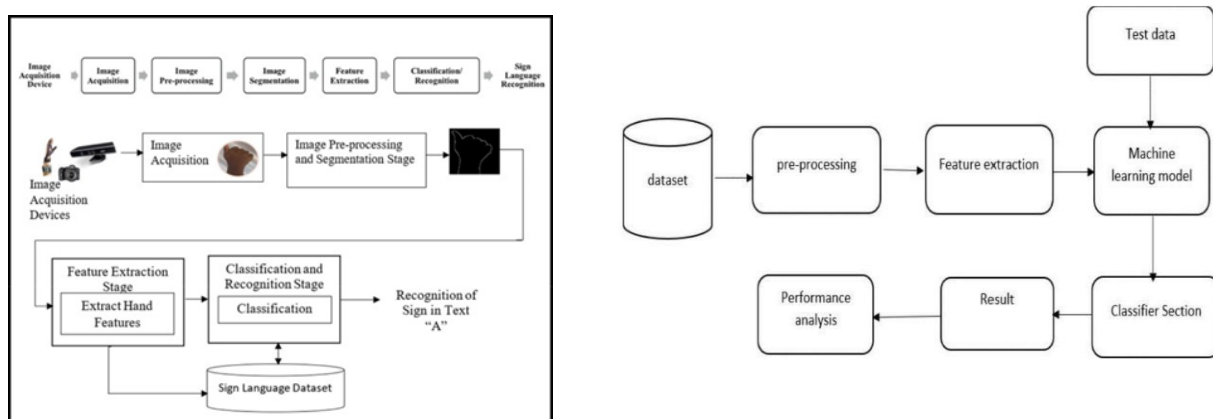 Image
Acquisition
Device
Image
Acquisition
Image
Pre-processing
Image
Segmentation
Feature
Extraction
Classification/
Recognition
Sign
Language
Recognition
Image
Acquisition
Devices
Image
Acquisition
Image Pre-processing
and Segmentation Stage
Feature Extraction
Stage
Extract Hand
Features
Classification and
Recognition Stage
Classification
Recognition of
Sign in Text
“A”
Sign Language Dataset
Test data
dataset
pre-processing
Feature extraction
Machine
learning model
Performance
analysis
Result
Classifier Section